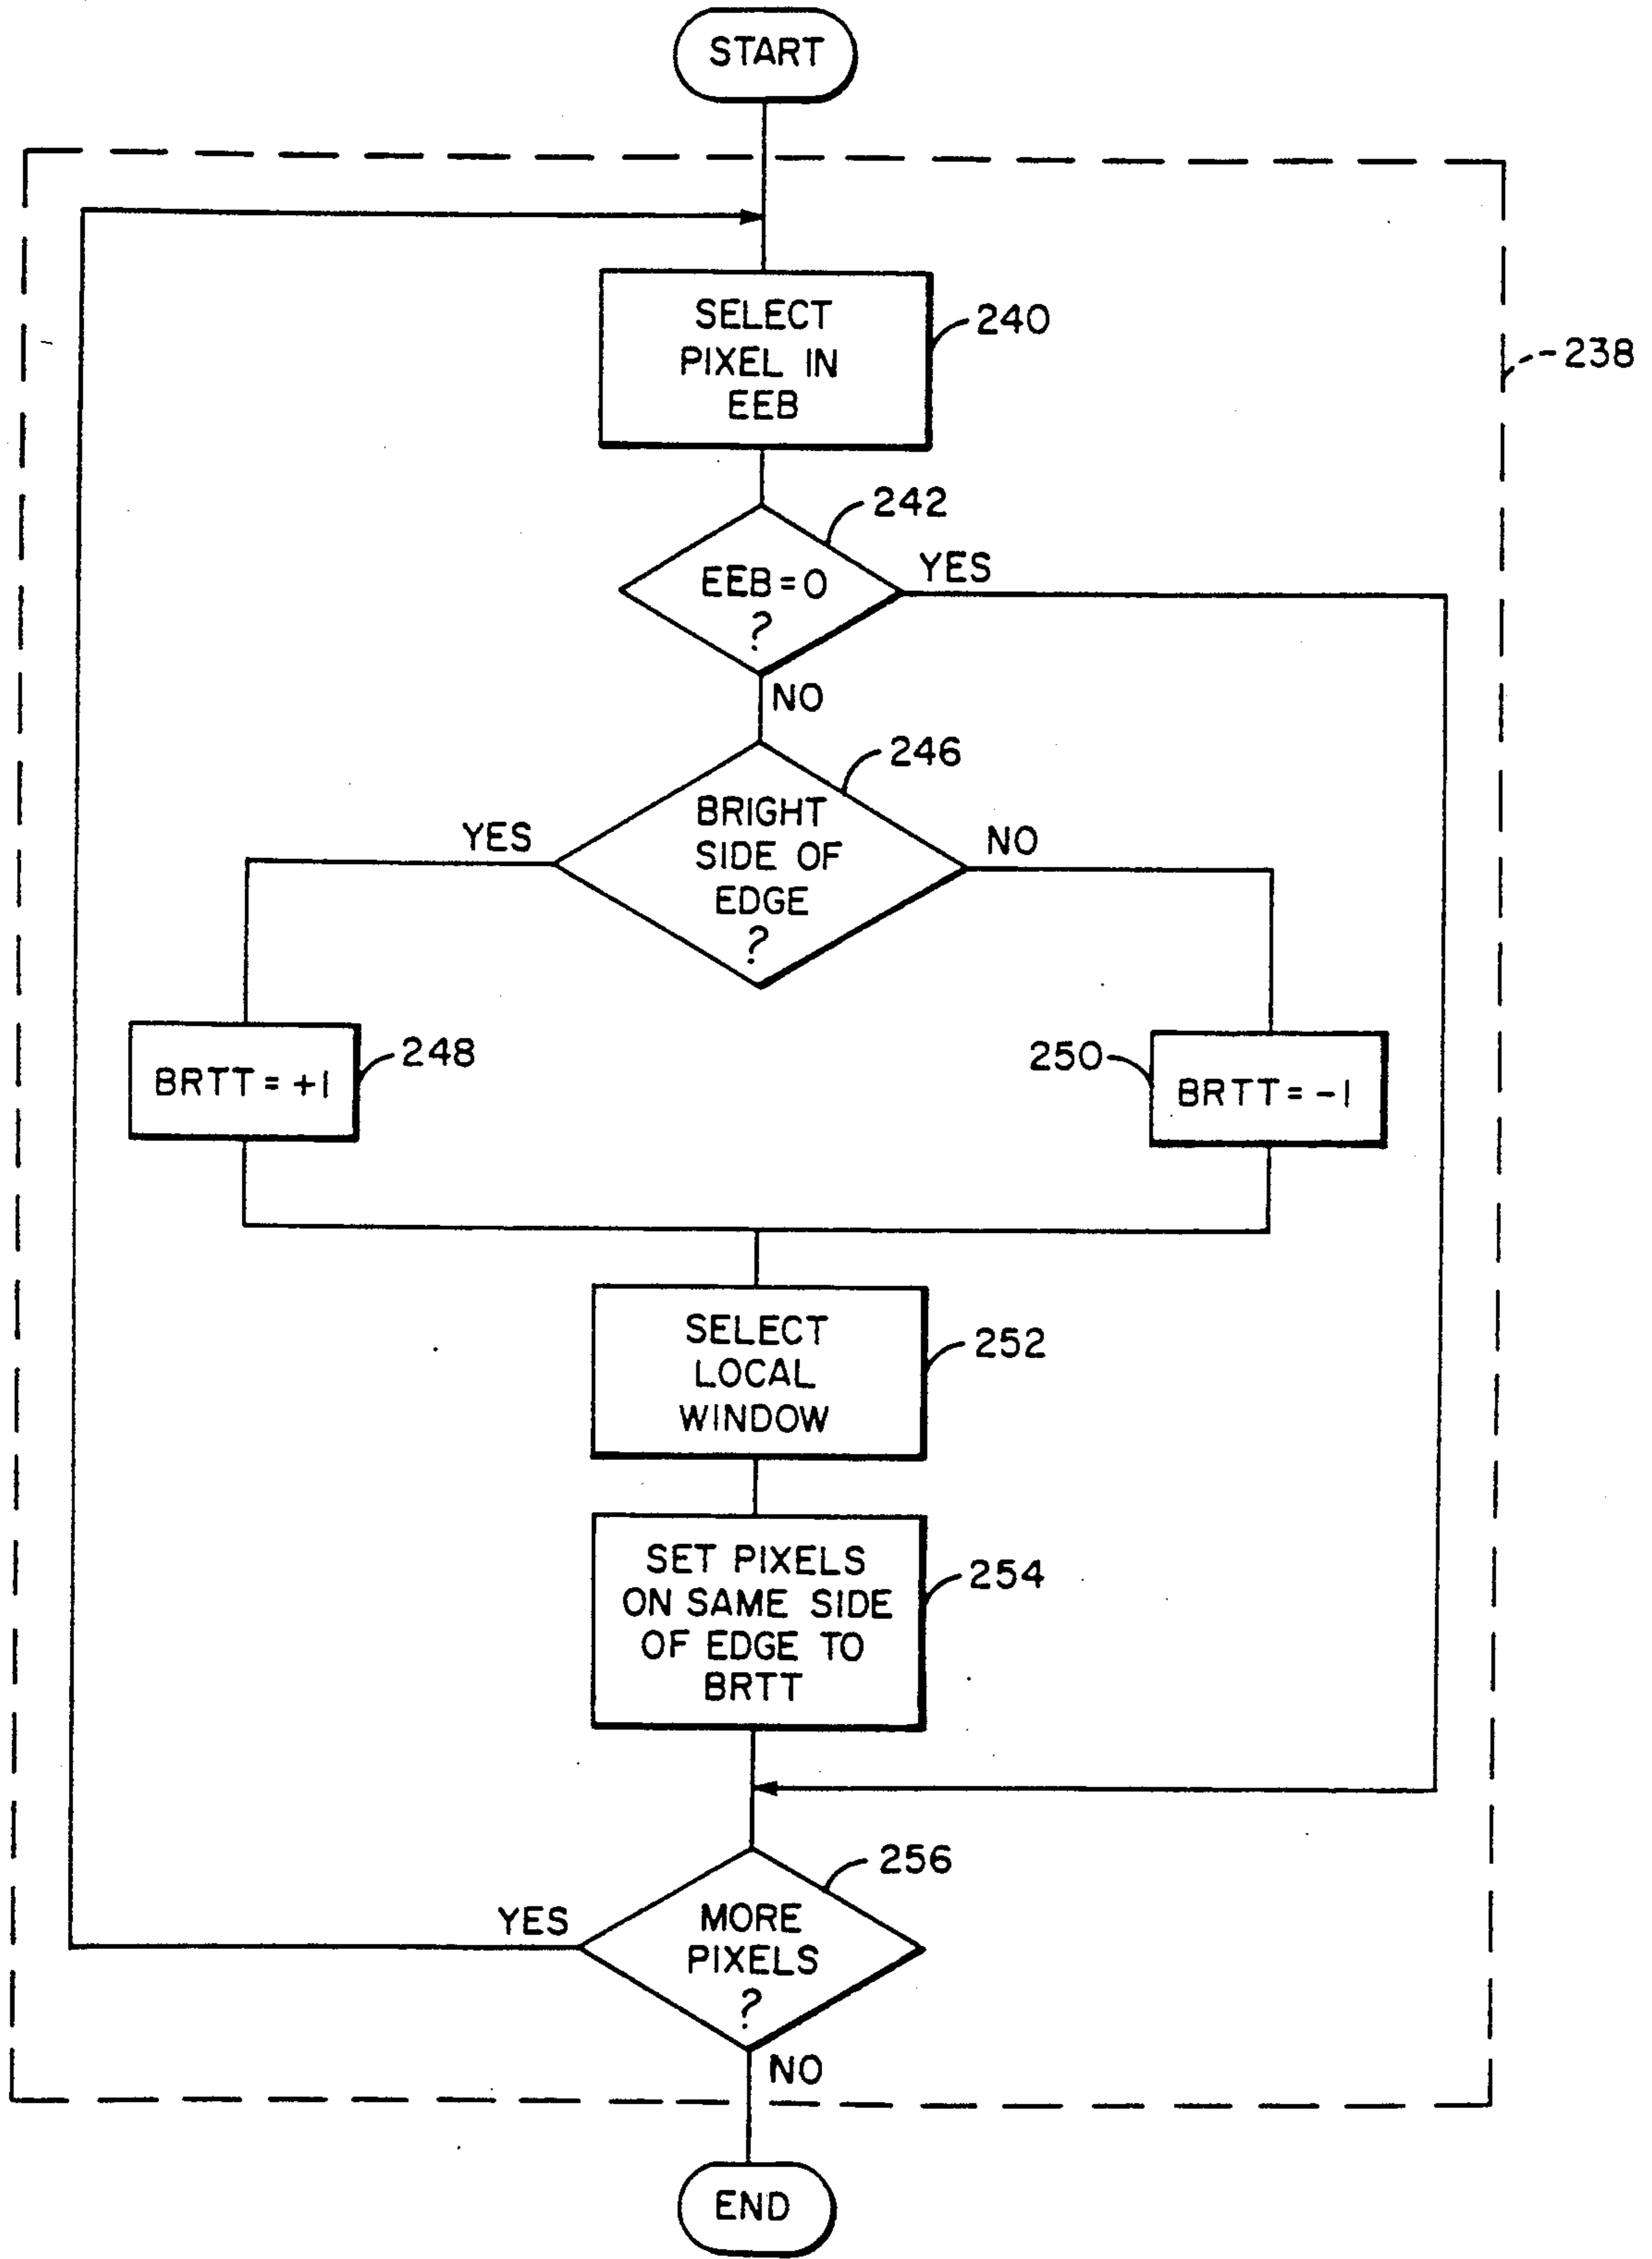 START
SELECT
PIXEL IN
EEB
240
238
242
EEB=0
?
YES
NO
246
BRIGHT
SIDE OF
EDGE
?
YES
NO
BRTT=+1
248
250
BRTT=-1
SELECT
LOCAL
WINDOW
252
SET PIXELS
ON SAME SIDE
OF EDGE TO
BRTT
254
256
MORE
PIXELS
?
YES
NO
END